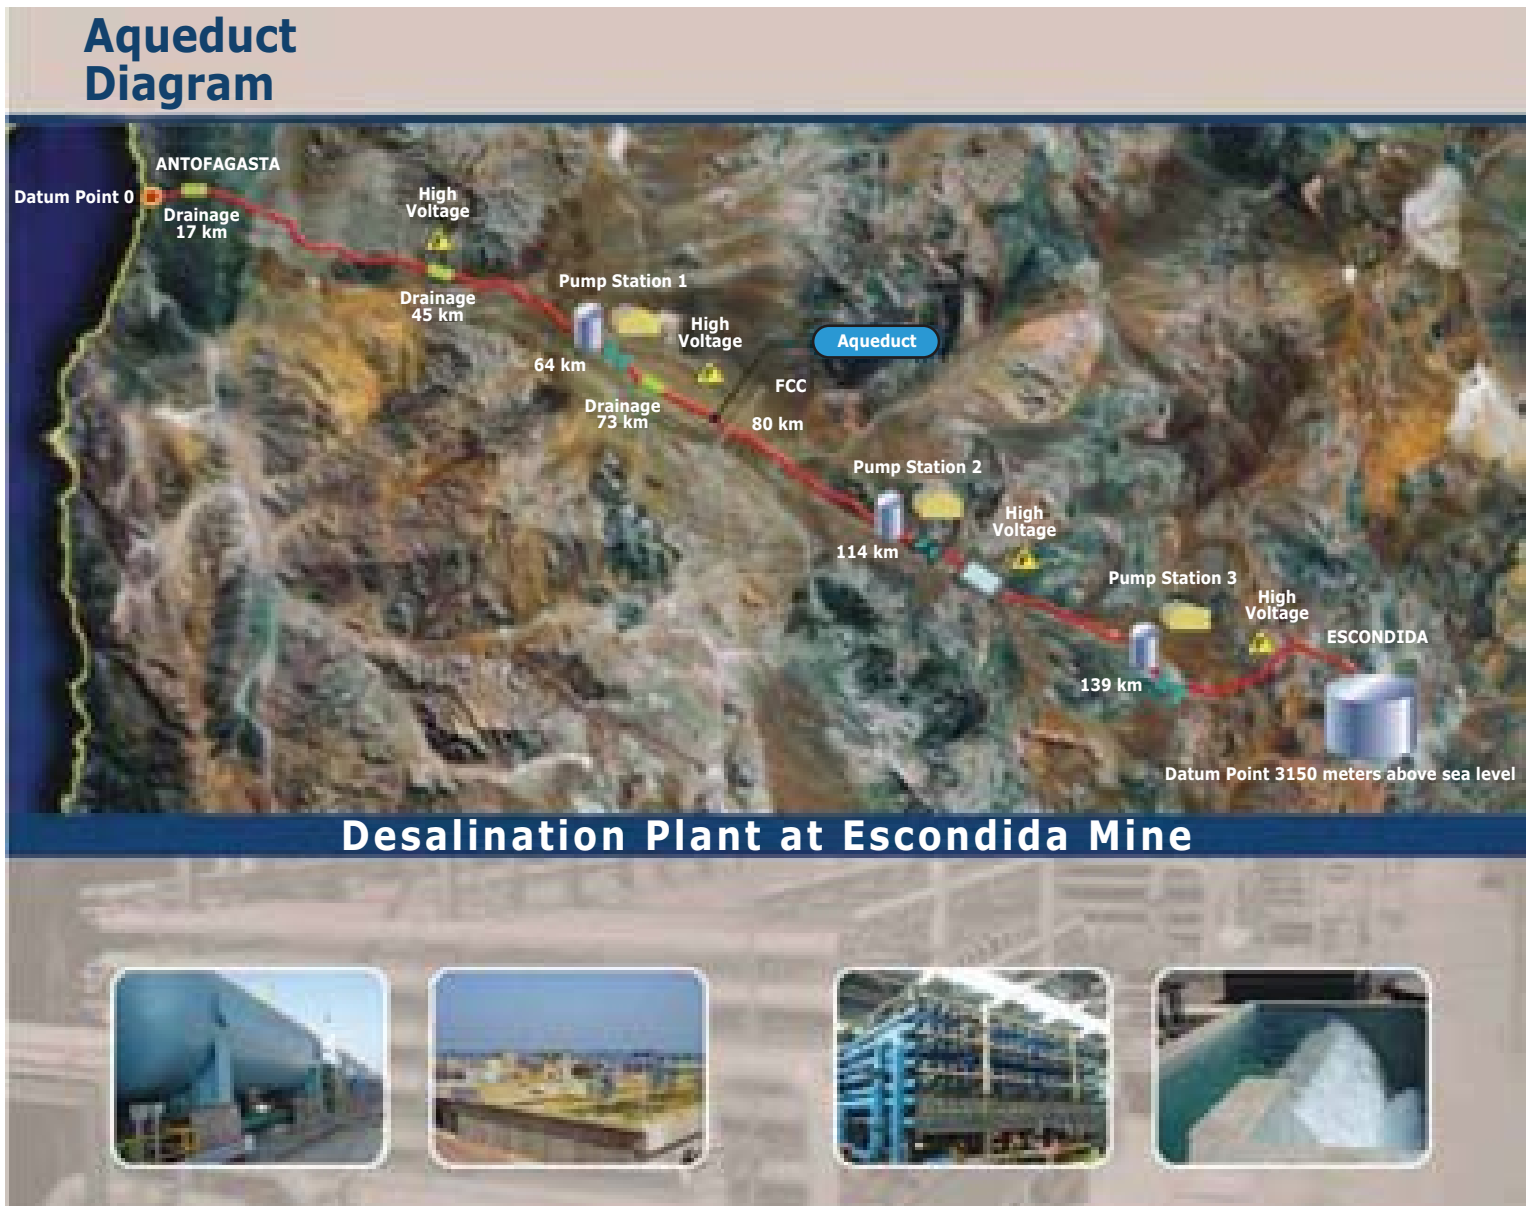 Aqueduct
Diagram
ANTOFAGASTA
Datum Point 0
Drainage
17 km
High
Voltage
Drainage
45 km
Pump Station 1
64 km
High
Voltage
Drainage
73 km
Aqueduct
FCC
80 km
Pump Station 2
114 km
High
Voltage
Pump Station 3
139 km
High
Voltage
ESCONDIDA
Datum Point 3150 meters above sea level
Desalination Plant at Escondida Mine